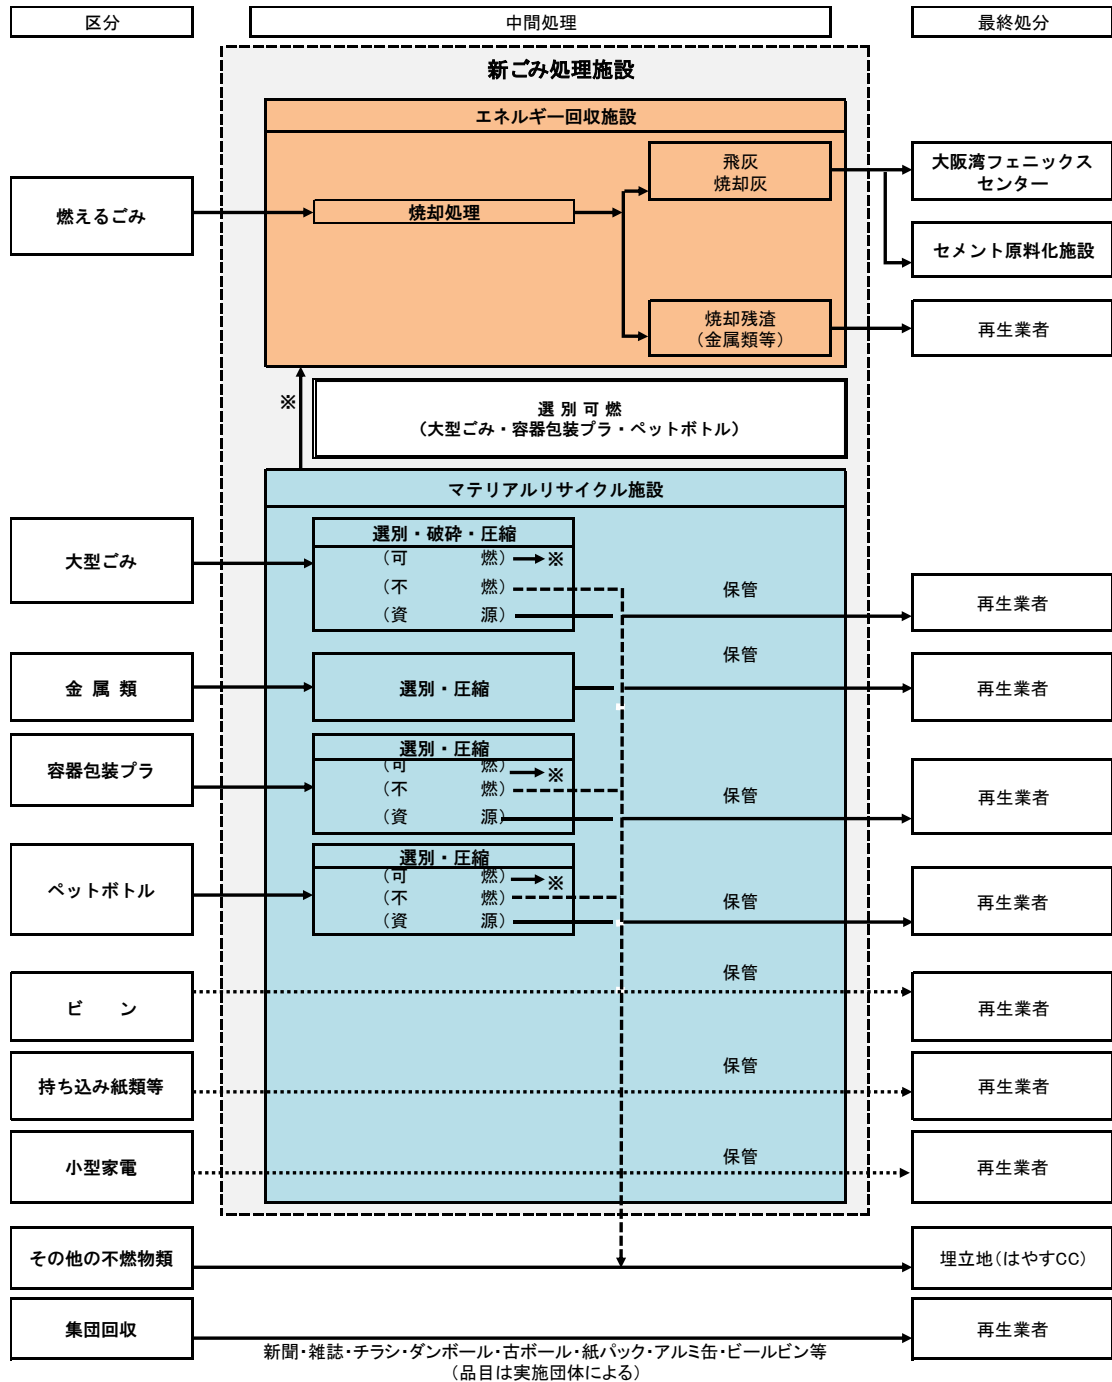 区分
中間処理
最終処分
新ごみ処理施設
エネルギー回収施設
燃えるごみ
焼却処理
飛灰
焼却灰
大阪湾フェニックス
センター
セメント原料化施設
焼却残渣
（金属類等）
再生業者
※
選別可燃
（大型ごみ・容器包装プラ・ペットボトル）
マテリアルリサイクル施設
大型ごみ
選別・破砕・圧縮
（可　　　燃）
※
（不　　　燃）
（資　　　源）
保管
再生業者
金属類
選別・圧縮
保管
再生業者
容器包装プラ
選別・圧縮
（可　　　燃）
※
（不　　　燃）
（資　　　源）
保管
再生業者
ペットボトル
選別・圧縮
（可　　　燃）
※
（不　　　燃）
（資　　　源）
保管
再生業者
ビ　ン
保管
再生業者
持ち込み紙類等
保管
再生業者
小型家電
保管
再生業者
その他の不燃物類
埋立地（はやすCC）
集団回収
再生業者
新聞・雑誌・チラシ・ダンボール・古ボール・紙パック・アルミ缶・ビールビン等
（品目は実施団体による）